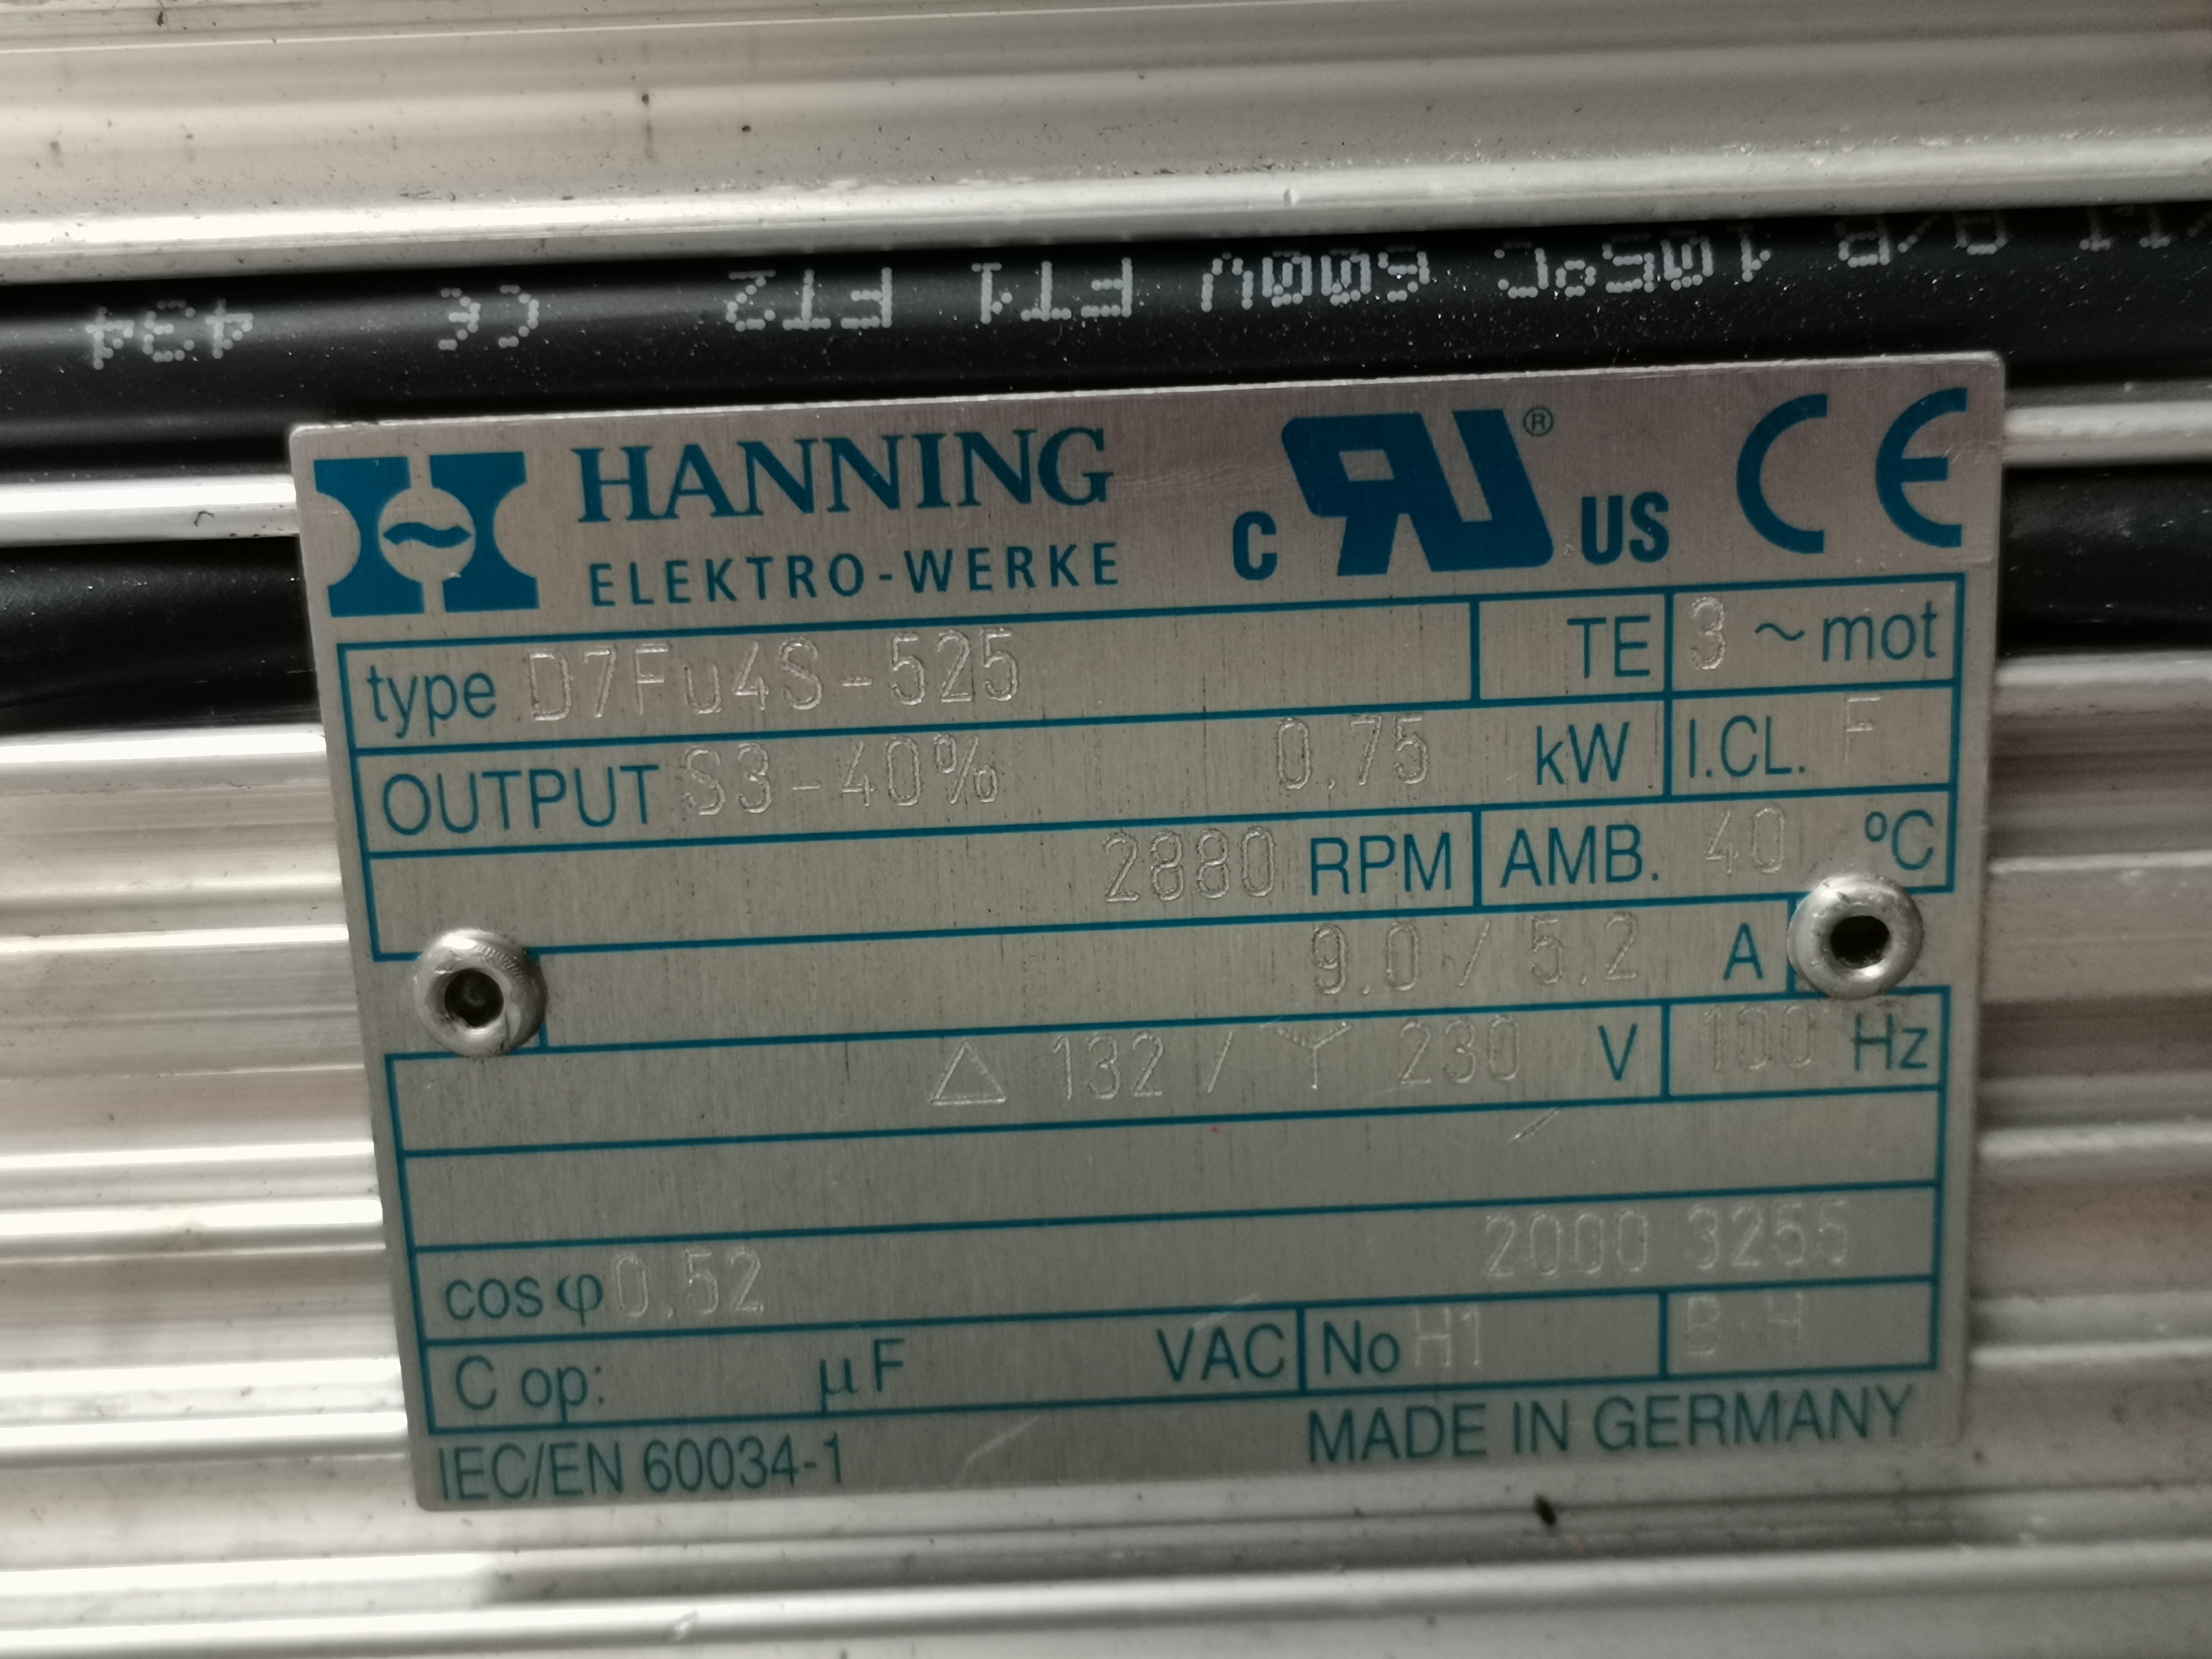 434 CE FT2 FT1 600V 105°C
HANNING
ELEKTRO-WERKE
c RU ® US CE
type D7Fu4S-525 TE 3 ~ mot
OUTPUT S3-40% 0.75 kW I.CL. F
2880 RPM AMB. 40 °C
9.0 / 5.2 A
△ 132 / Y 230 V 100 Hz
cos φ 0.52 2000 3255
C op: µF VAC No H1
IEC/EN 60034-1 MADE IN GERMANY